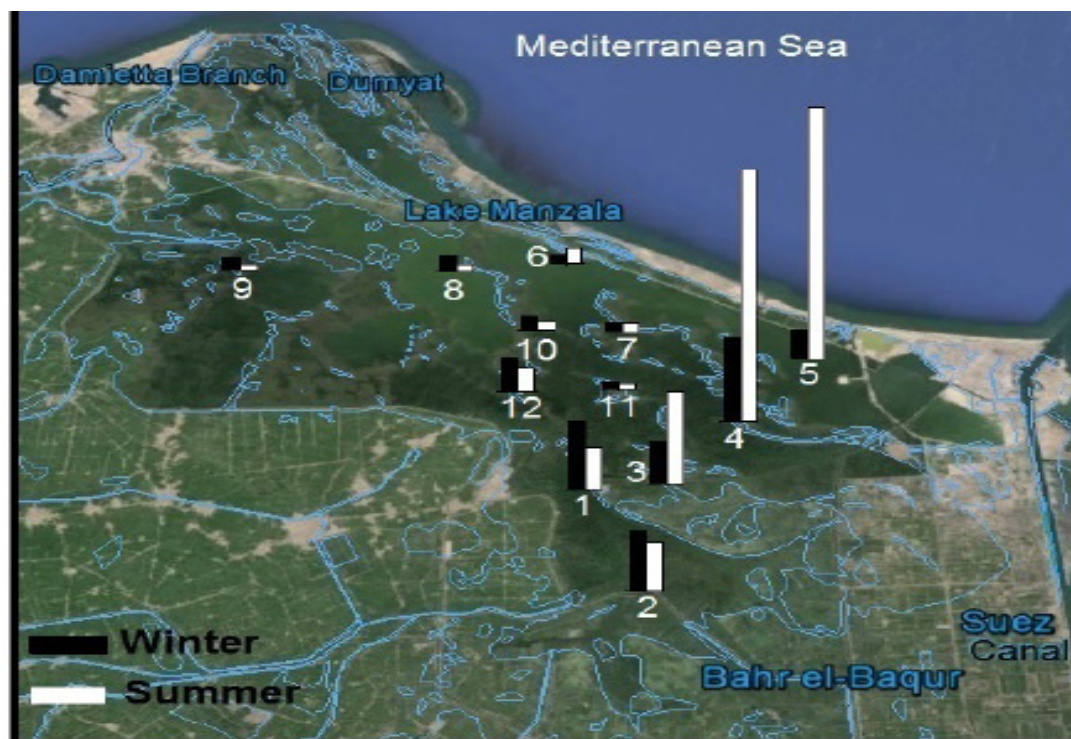 Mediterranean Sea
Damietta Branch
Dumyat
Lake Manzala
6
9
8
10
7
5
12
11
4
3
1
2
Winter
Summer
Suez
Canal
Bahr-el-Baqur